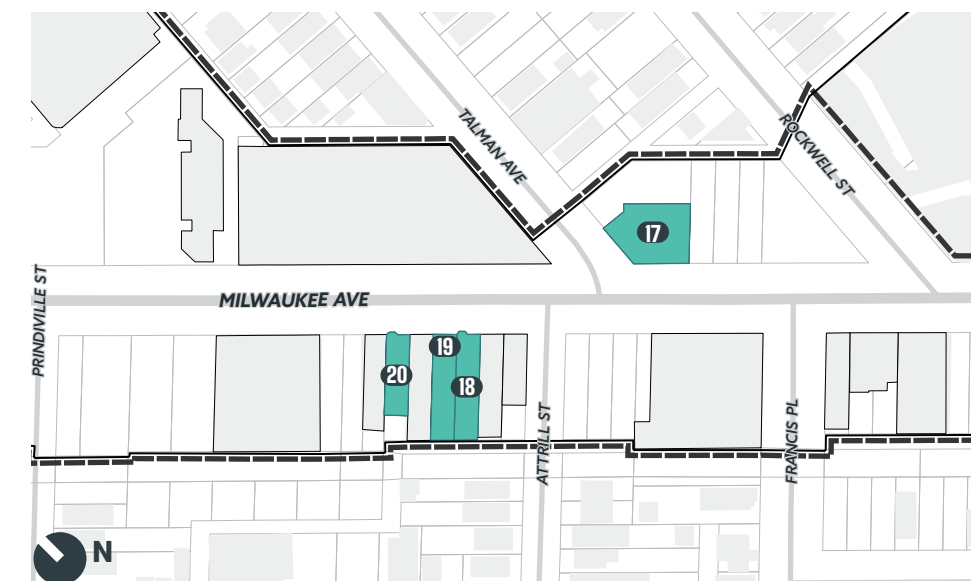 TALMAN AVE
ROCKWELL ST
17
PRINDIVILLE ST
MILWAUKEE AVE
19
20
18
ATTRILL ST
FRANCIS PL
N